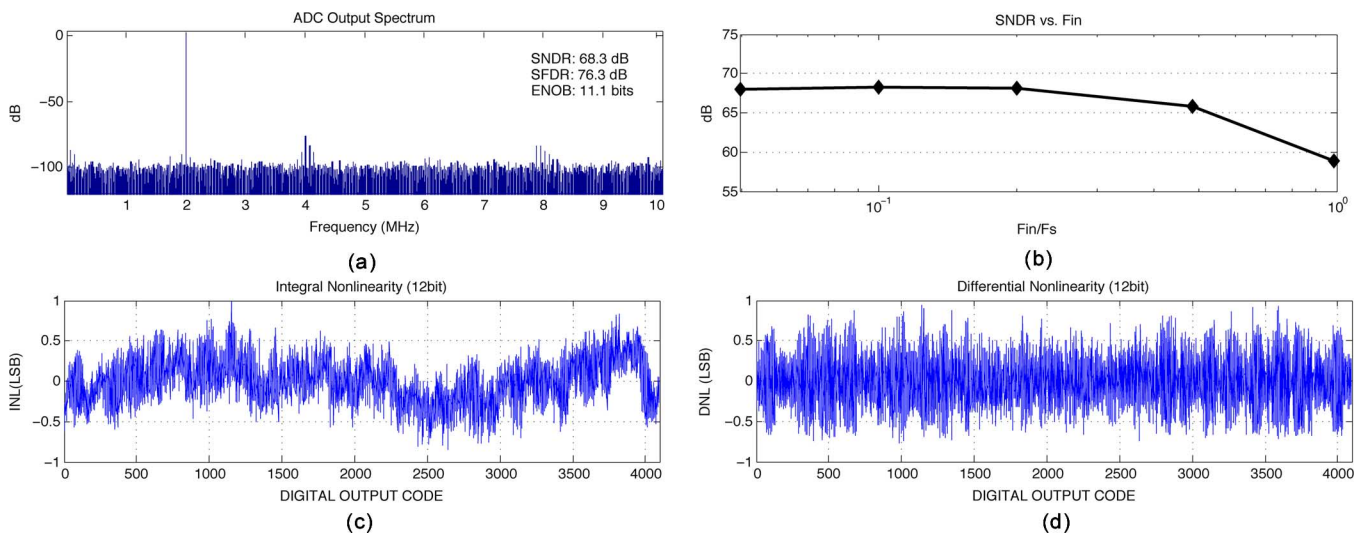 ADC Output Spectrum
0
−50
−100
dB
SNDR: 68.3 dB
SFDR: 76.3 dB
ENOB: 11.1 bits
1 2 3 4 5 6 7 8 9 10
Frequency (MHz)
(a)
SNDR vs. Fin
75
70
65
60
55
dB
10⁻¹ 10⁰
Fin/Fs
(b)
Integral Nonlinearity (12bit)
1
0.5
0
−0.5
−1
INL(LSB)
0 500 1000 1500 2000 2500 3000 3500 4000
DIGITAL OUTPUT CODE
(c)
Differential Nonlinearity (12bit)
1
0.5
0
−0.5
−1
DNL (LSB)
0 500 1000 1500 2000 2500 3000 3500 4000
DIGITAL OUTPUT CODE
(d)